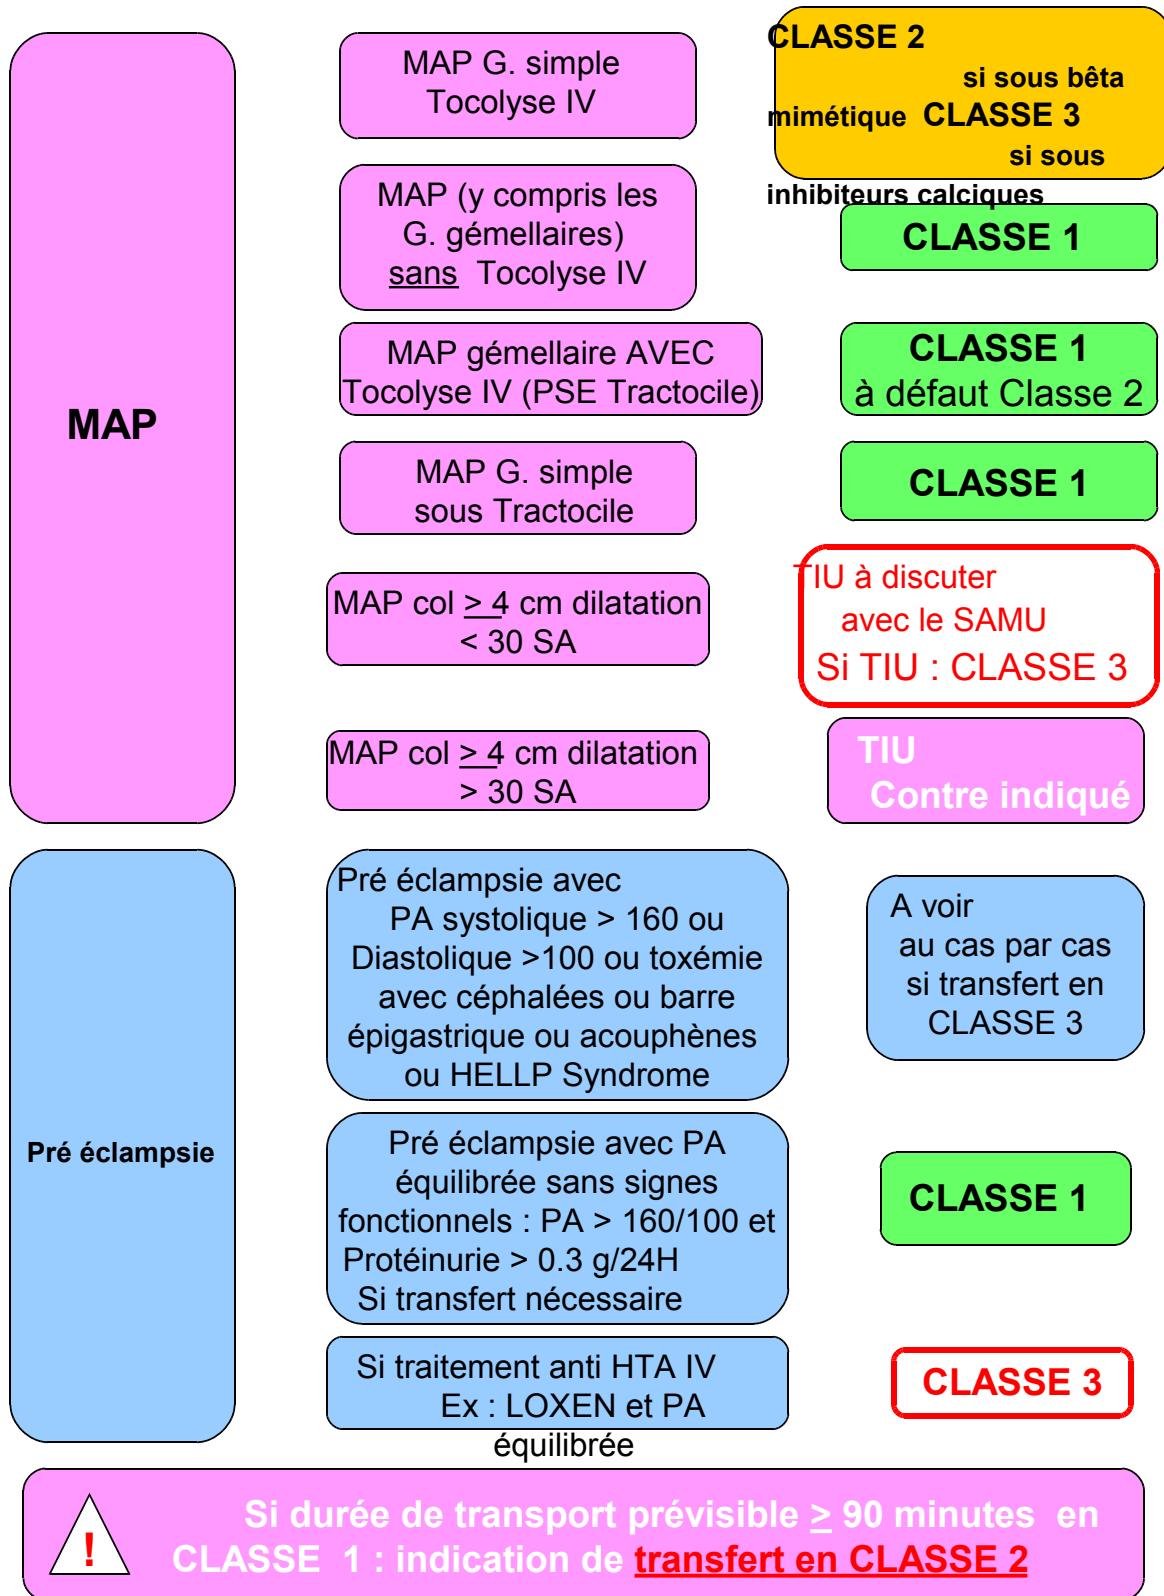 MAP
MAP G. simple
Tocolyse IV
CLASSE 2
si sous bêta
mimétique CLASSE 3
si sous
inhibiteurs calciques
MAP (y compris les
G. gémellaires)
sans Tocolyse IV
CLASSE 1
MAP gémellaire AVEC
Tocolyse IV (PSE Tractocile)
CLASSE 1
à défaut Classe 2
MAP G. simple
sous Tractocile
CLASSE 1
MAP col ≥ 4 cm dilatation
< 30 SA
TIU à discuter
avec le SAMU
Si TIU : CLASSE 3
MAP col ≥ 4 cm dilatation
> 30 SA
TIU
Contre indiqué
Pré éclampsie
Pré éclampsie avec
PA systolique > 160 ou
Diastolique >100 ou toxémie
avec céphalées ou barre
épigastrique ou acouphènes
ou HELLP Syndrome
A voir
au cas par cas
si transfert en
CLASSE 3
Pré éclampsie avec PA
équilibrée sans signes
fonctionnels : PA > 160/100 et
Protéinurie > 0.3 g/24H
Si transfert nécessaire
CLASSE 1
Si traitement anti HTA IV
Ex : LOXEN et PA
équilibrée
CLASSE 3
!
Si durée de transport prévisible ≥ 90 minutes en
CLASSE 1 : indication de transfert en CLASSE 2